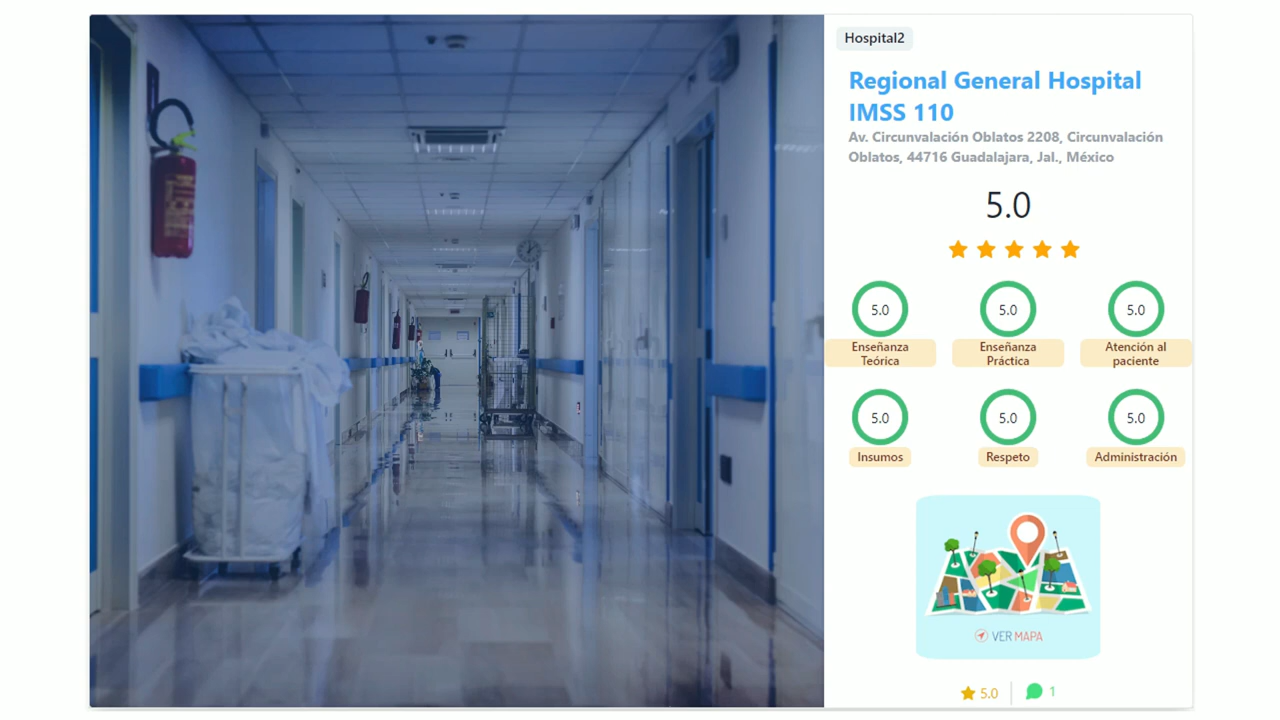 Hospital2
Regional General Hospital
IMSS 110
Av. Circunvalación Oblatos 2208, Circunvalación
Oblatos, 44716 Guadalajara, Jal., México
5.0
5.0
5.0
5.0
Enseñanza
Teórica
Enseñanza
Práctica
Atención al
paciente
5.0
5.0
5.0
Insumos
Respeto
Administración
VER MAPA
5.0
1